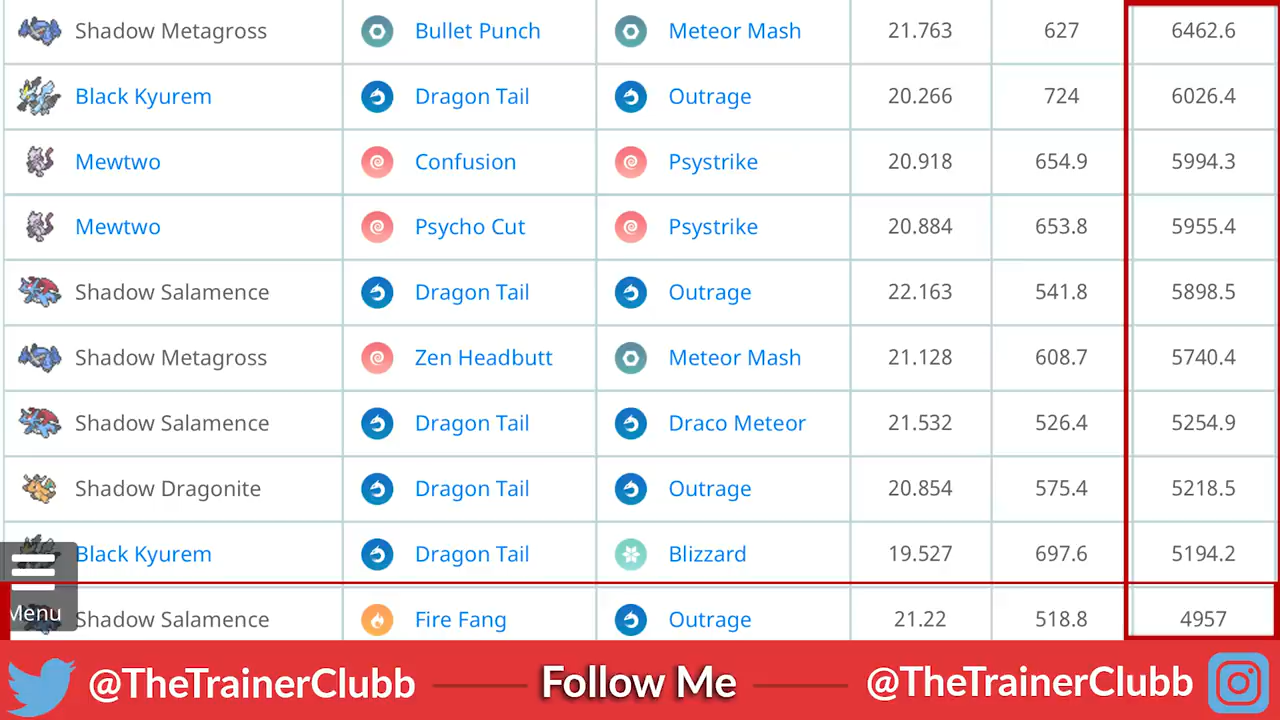 Shadow Metagross Bullet Punch Meteor Mash 21.763 627 6462.6
Black Kyurem Dragon Tail Outrage 20.266 724 6026.4
Mewtwo Confusion Psystrike 20.918 654.9 5994.3
Mewtwo Psycho Cut Psystrike 20.884 653.8 5955.4
Shadow Salamence Dragon Tail Outrage 22.163 541.8 5898.5
Shadow Metagross Zen Headbutt Meteor Mash 21.128 608.7 5740.4
Shadow Salamence Dragon Tail Draco Meteor 21.532 526.4 5254.9
Shadow Dragonite Dragon Tail Outrage 20.854 575.4 5218.5
Black Kyurem Dragon Tail Blizzard 19.527 697.6 5194.2
Menu
Shadow Salamence Fire Fang Outrage 21.22 518.8 4957
@TheTrainerClubb Follow Me @TheTrainerClubb